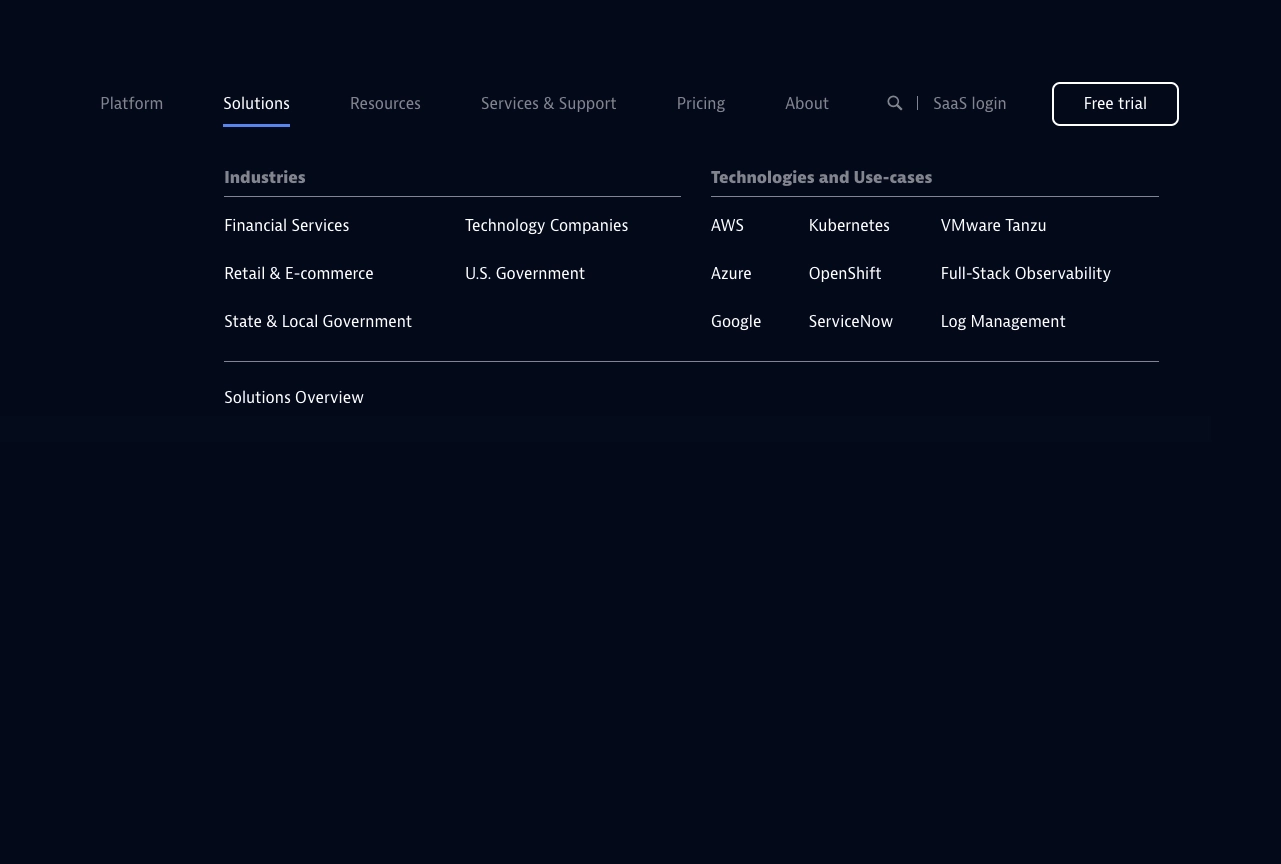 Platform Solutions Resources Services & Support Pricing About SaaS login Free trial
Industries
Financial Services Technology Companies
Retail & E-commerce U.S. Government
State & Local Government
Technologies and Use-cases
AWS Kubernetes VMware Tanzu
Azure OpenShift Full-Stack Observability
Google ServiceNow Log Management
Solutions Overview